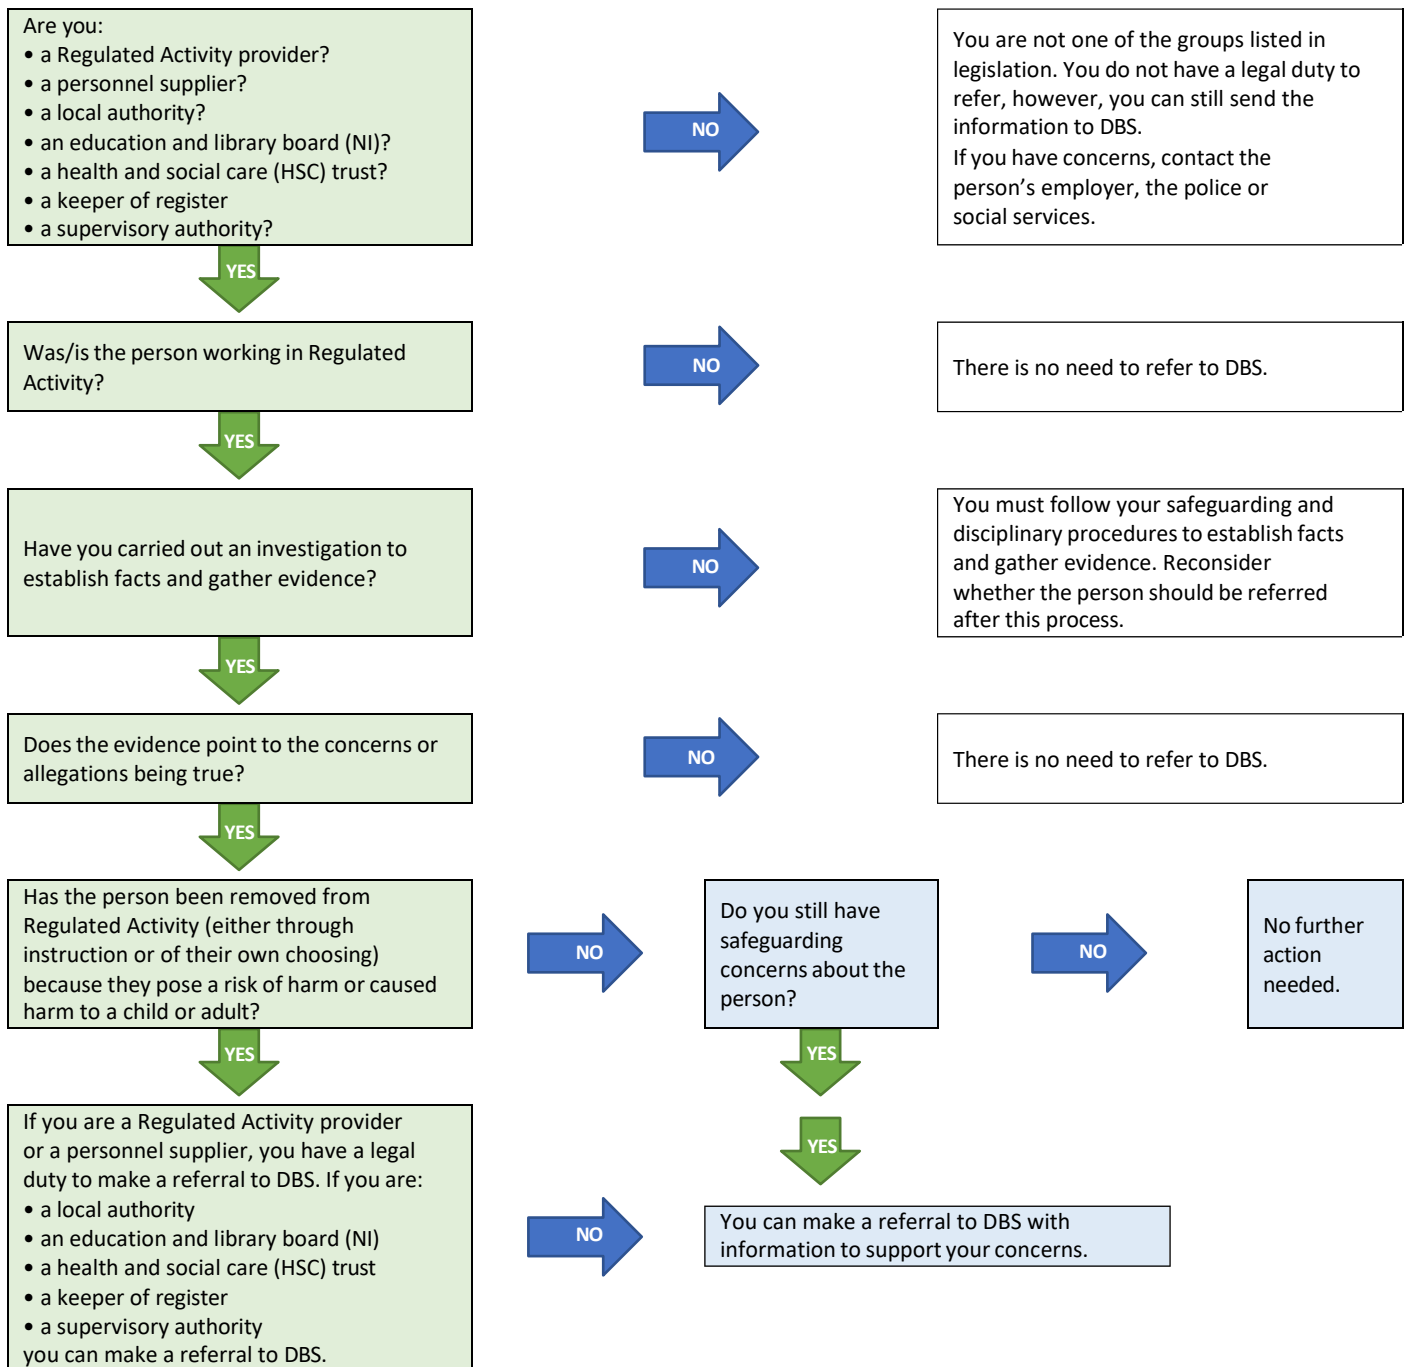 Are you:
• a Regulated Activity provider?
• a personnel supplier?
• a local authority?
• an education and library board (NI)?
• a health and social care (HSC) trust?
• a keeper of register
• a supervisory authority?
NO
You are not one of the groups listed in
legislation. You do not have a legal duty to
refer, however, you can still send the
information to DBS.
If you have concerns, contact the
person’s employer, the police or
social services.
YES
Was/is the person working in Regulated
Activity?
NO
There is no need to refer to DBS.
YES
Have you carried out an investigation to
establish facts and gather evidence?
NO
You must follow your safeguarding and
disciplinary procedures to establish facts
and gather evidence. Reconsider
whether the person should be referred
after this process.
YES
Does the evidence point to the concerns or
allegations being true?
NO
There is no need to refer to DBS.
YES
Has the person been removed from
Regulated Activity (either through
instruction or of their own choosing)
because they pose a risk of harm or caused
harm to a child or adult?
NO
Do you still have
safeguarding
concerns about the
person?
NO
No further
action
needed.
YES
YES
If you are a Regulated Activity provider
or a personnel supplier, you have a legal
duty to make a referral to DBS. If you are:
• a local authority
• an education and library board (NI)
• a health and social care (HSC) trust
• a keeper of register
• a supervisory authority
you can make a referral to DBS.
YES
NO
You can make a referral to DBS with
information to support your concerns.